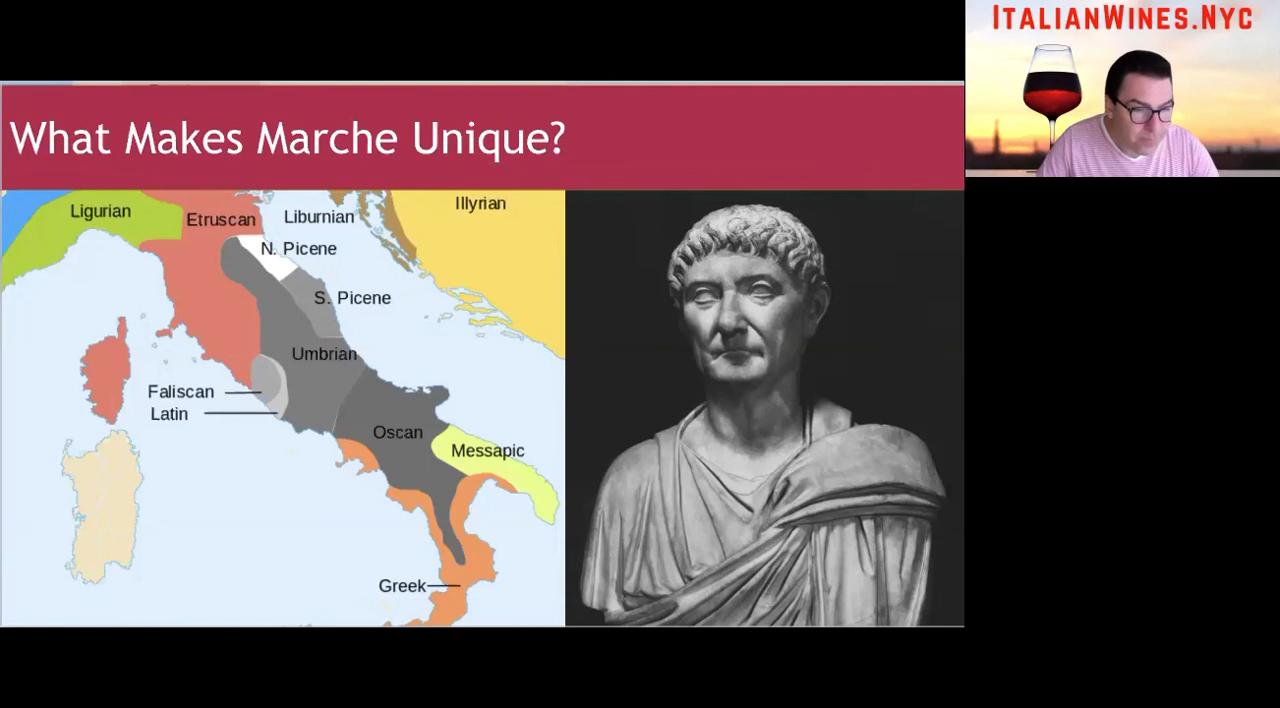 ITALIANWINES.NYC
What Makes Marche Unique?
Ligurian
Etruscan
Liburnian
Illyrian
N. Picene
S. Picene
Umbrian
Faliscan
Latin
Oscan
Messapic
Greek